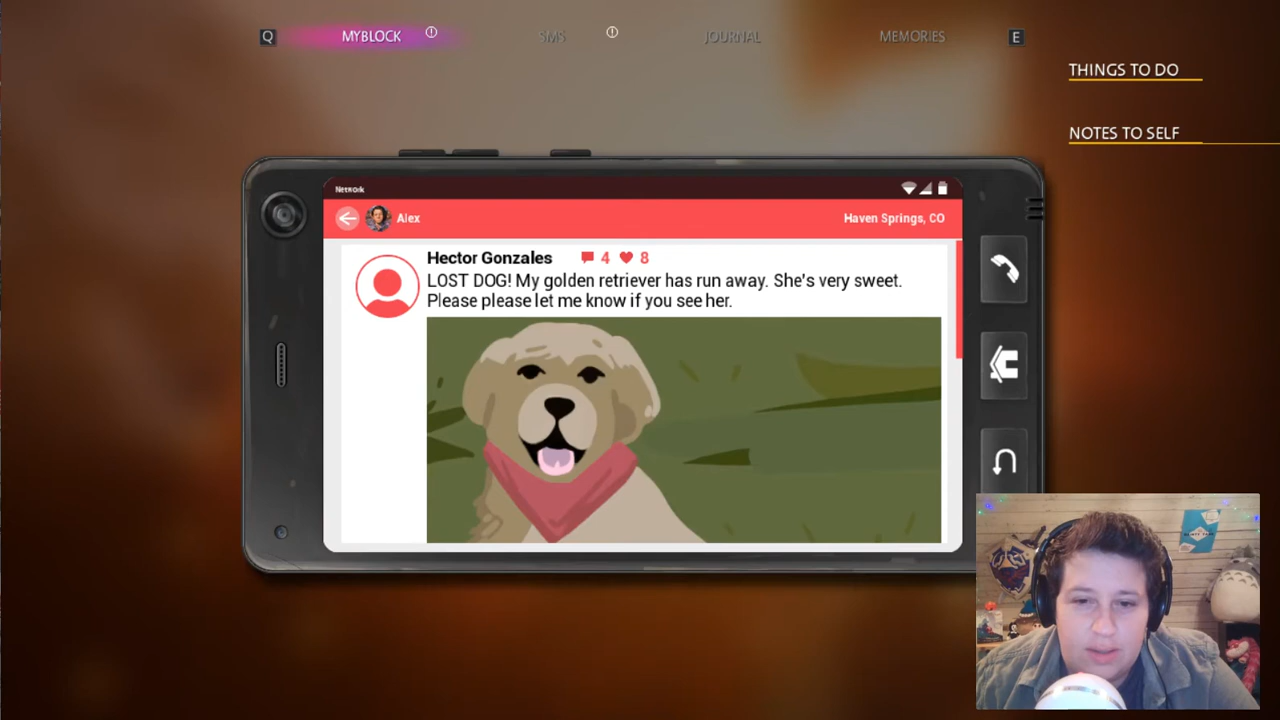 Q
MYBLOCK
SMS
JOURNAL
MEMORIES
E
THINGS TO DO
NOTES TO SELF
Network
Alex
Haven Springs, CO
Hector Gonzales 4 8
LOST DOG! My golden retriever has run away. She's very sweet.
Please please let me know if you see her.